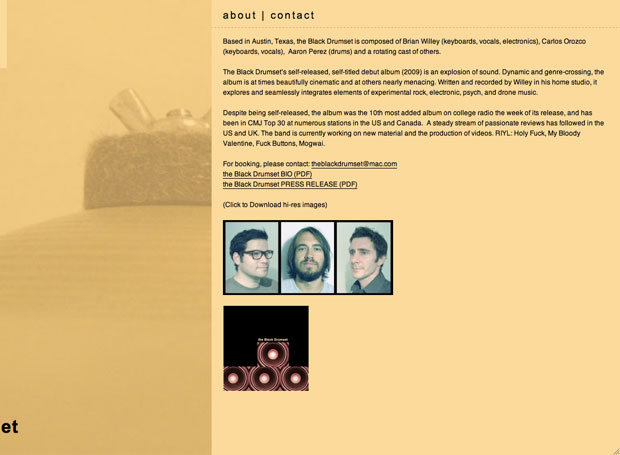 about | contact
Based in Austin, Texas, the Black Drumset is composed of Brian Willey (keyboards, vocals, electronics), Carlos Orozco
(keyboards, vocals),  Aaron Perez (drums) and a rotating cast of others.
The Black Drumset's self-released, self-titled debut album (2009) is an explosion of sound. Dynamic and genre-crossing, the
album is at times beautifully cinematic and at others nearly menacing. Written and recorded by Willey in his home studio, it
explores and seamlessly integrates elements of experimental rock, electronic, psych, and drone music.
Despite being self-released, the album was the 10th most added album on college radio the week of its release, and has
been in CMJ Top 30 at numerous stations in the US and Canada.  A steady stream of passionate reviews has followed in the
US and UK. The band is currently working on new material and the production of videos. RIYL: Holy Fuck, My Bloody
Valentine, Fuck Buttons, Mogwai.
For booking, please contact: theblackdrumset@mac.com
the Black Drumset BIO (PDF)
the Black Drumset PRESS RELEASE (PDF)
(Click to Download hi-res images)
the Black Drumset
et